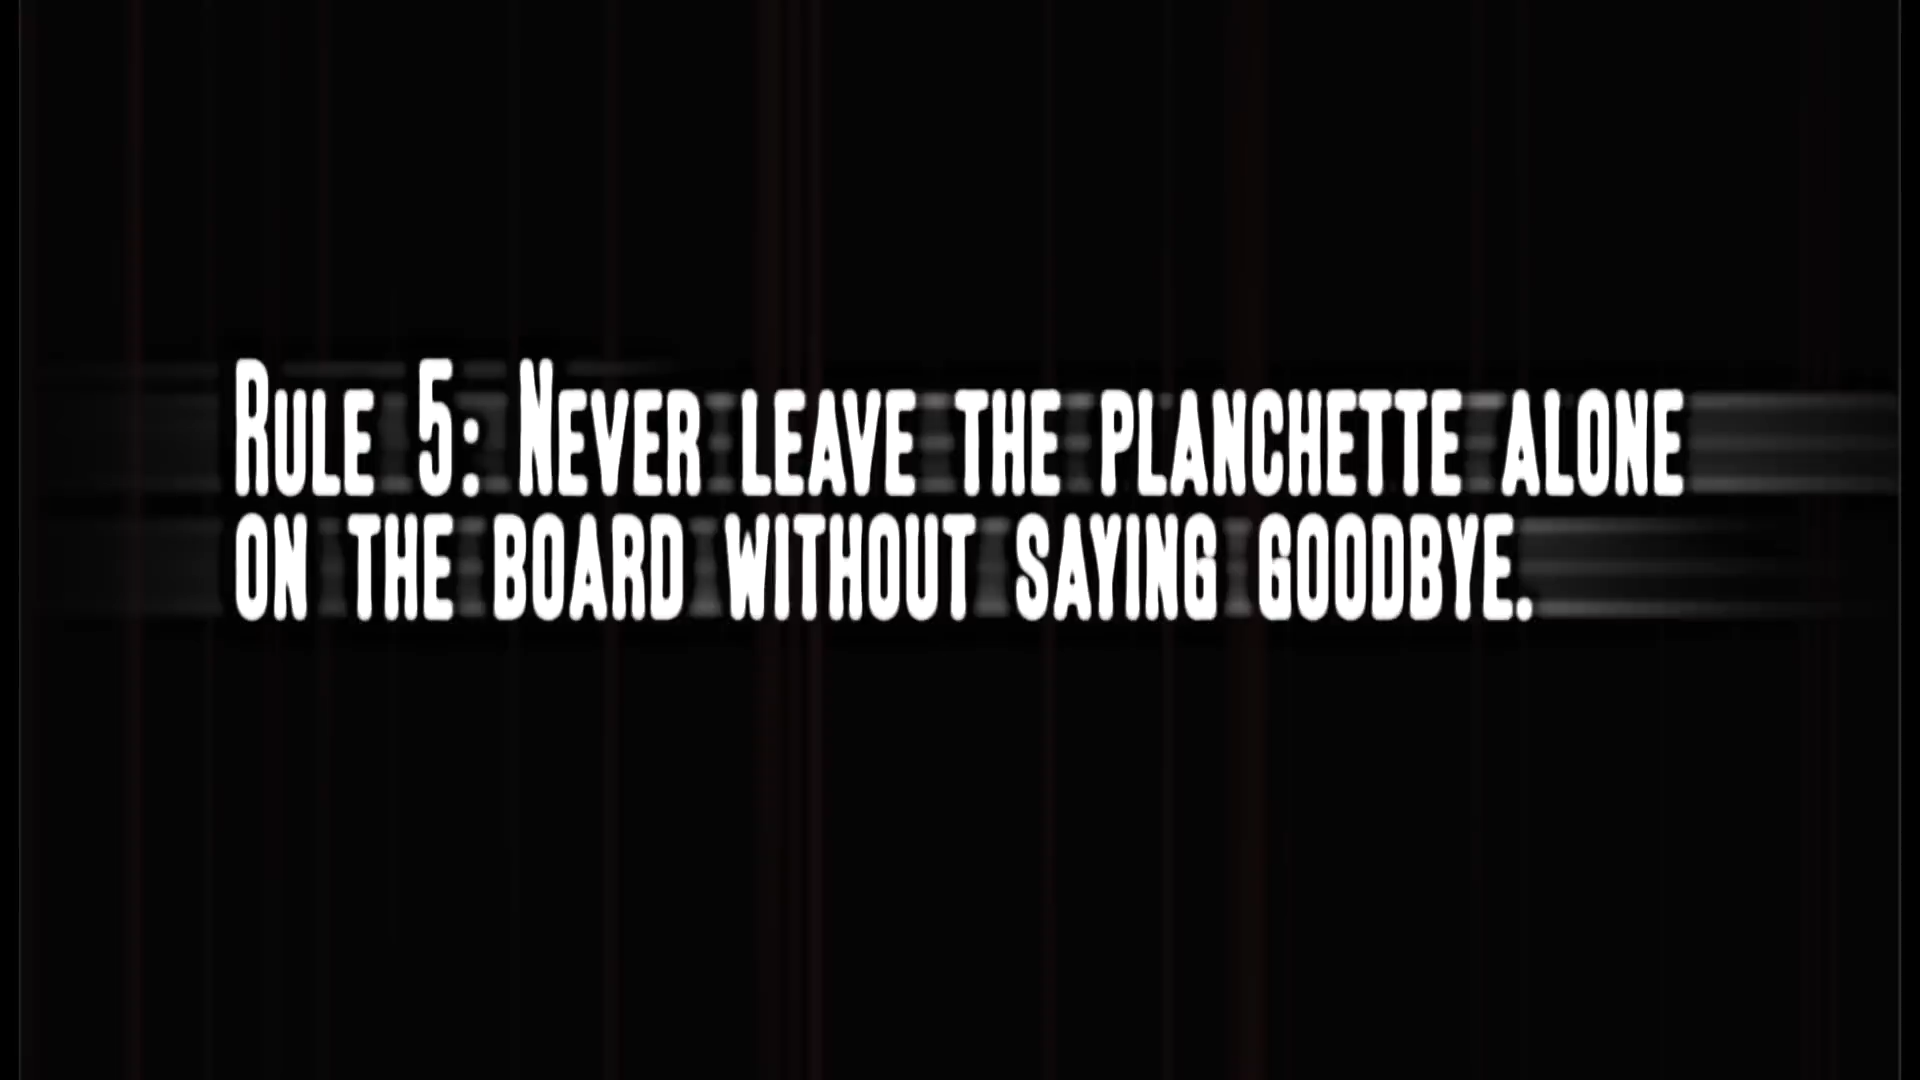 Rule 5: Never leave the planchette alone
on the board without saying goodbye.